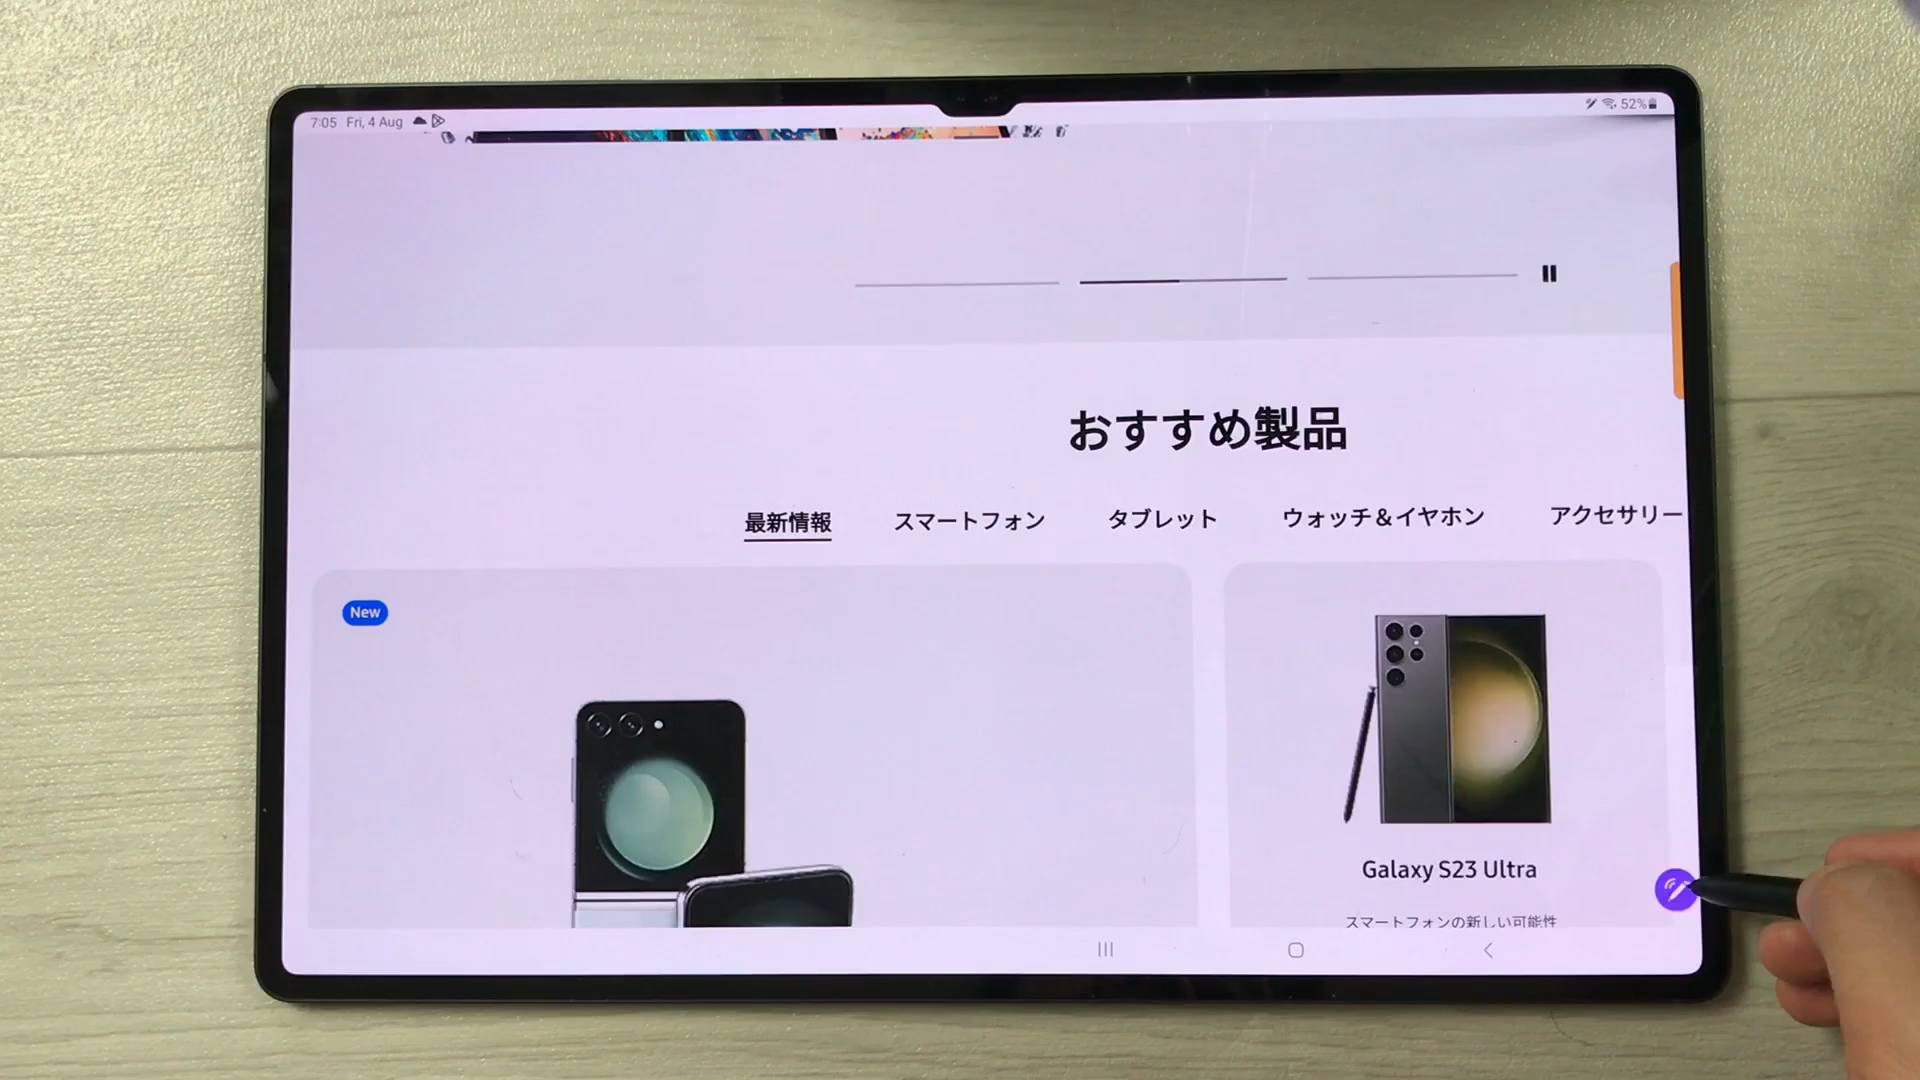 7:05 Fri, 4 Aug
52%
おすすめ製品
最新情報 スマートフォン タブレット ウォッチ&イヤホン アクセサリー
New
Galaxy S23 Ultra
スマートフォンの新しい可能性